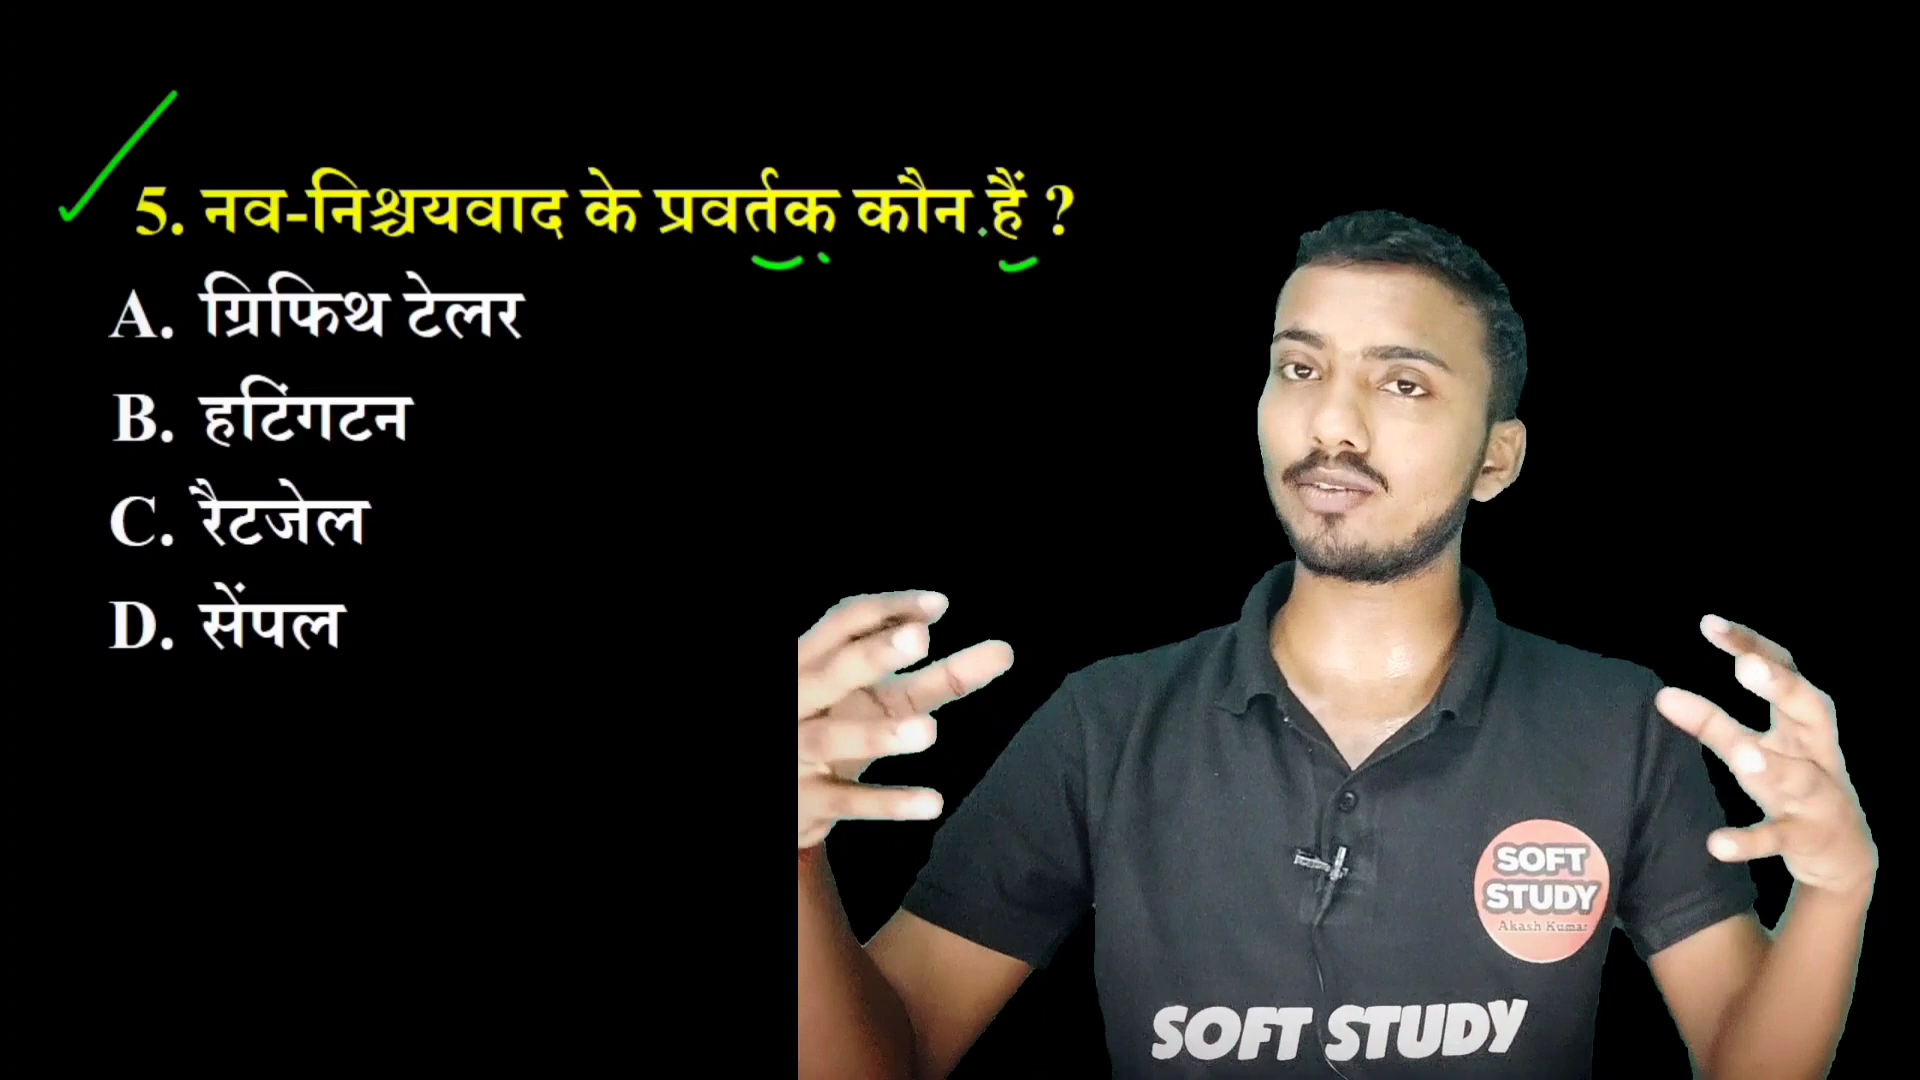 5. नव-निश्चयवाद के प्रवर्तक कौन हैं ?
A. ग्रिफिथ टेलर
B. हटिंगटन
C. रैटजेल
D. सेंपल
SOFT
STUDY
Akash Kumar
SOFT STUDY